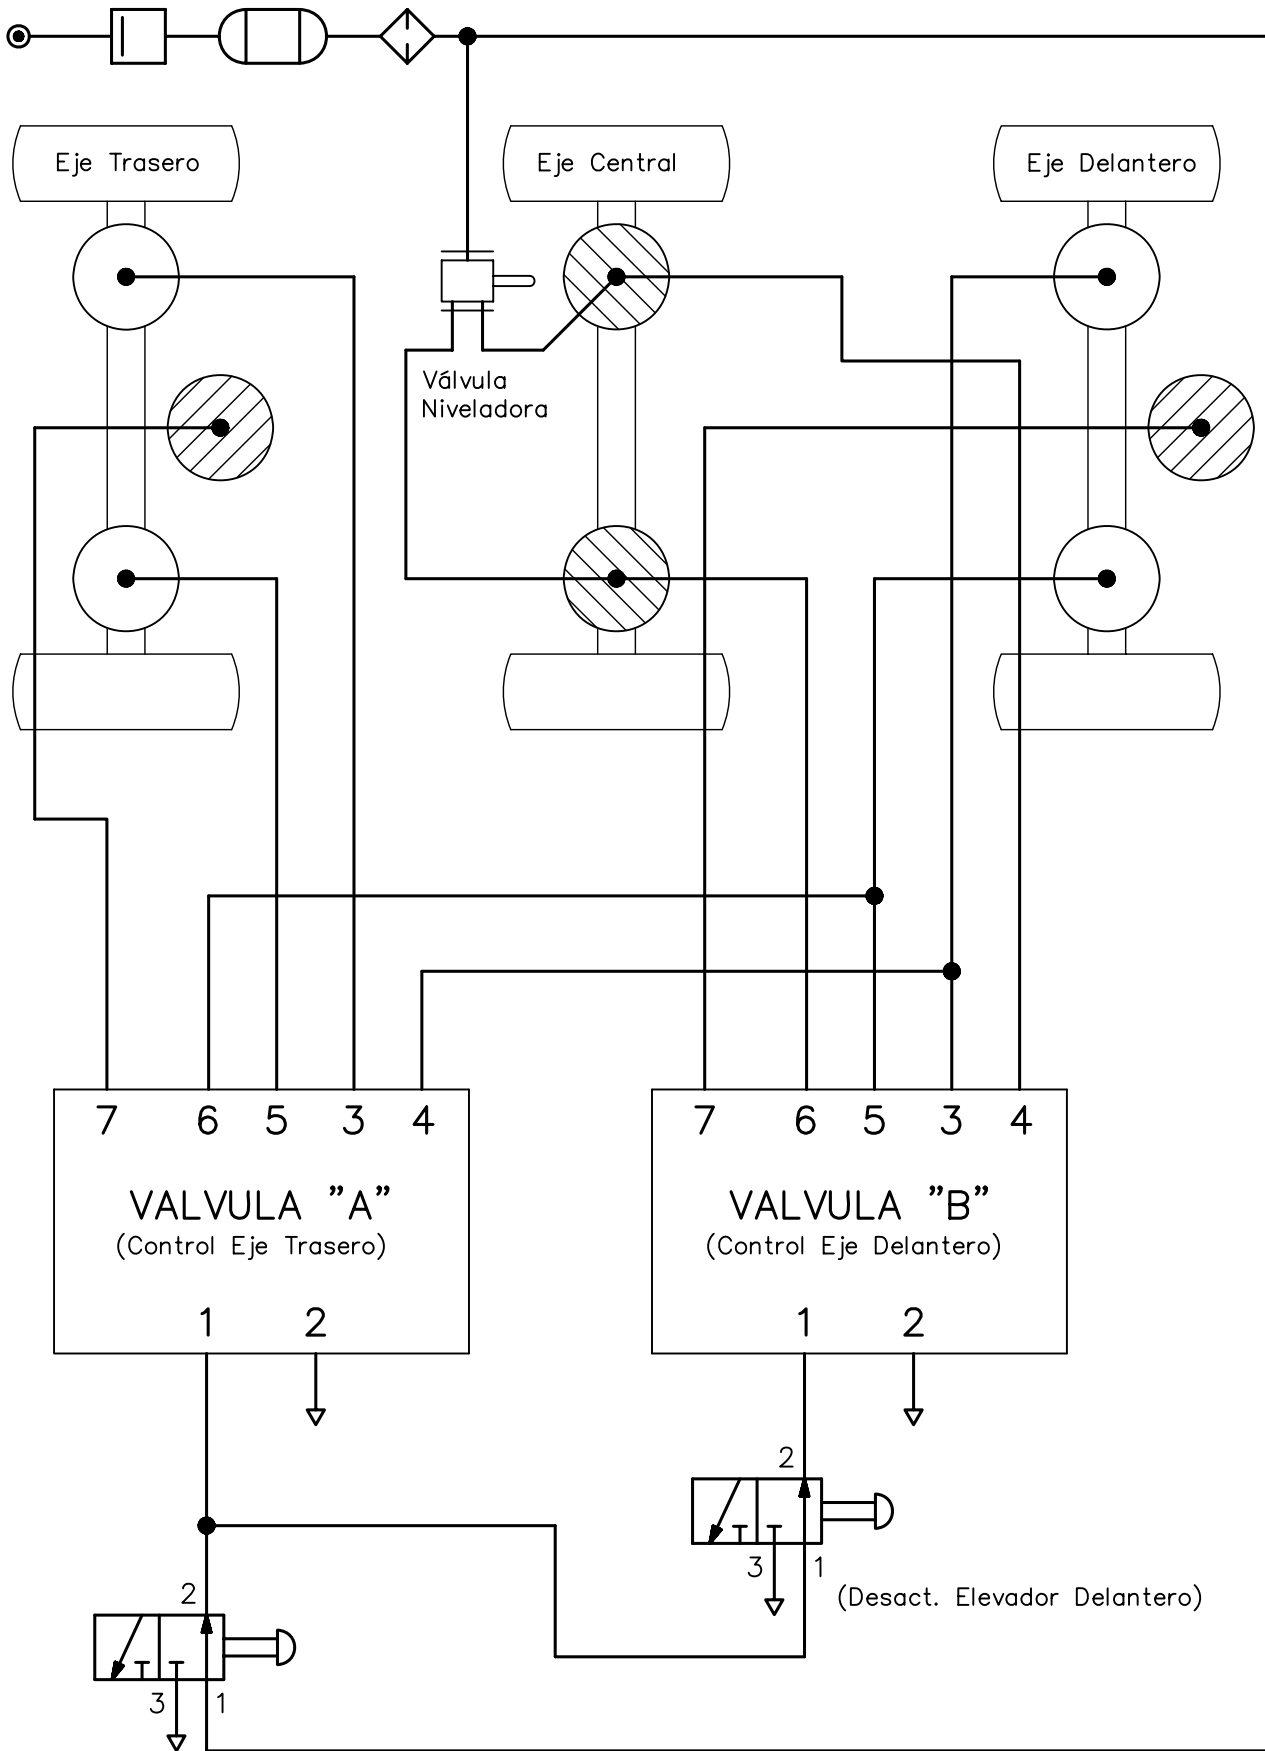 Eje Trasero
Eje Central
Eje Delantero
Válvula
Niveladora
7 6 5 3 4
VALVULA "A"
(Control Eje Trasero)
1 2
7 6 5 3 4
VALVULA "B"
(Control Eje Delantero)
1 2
2
3 1
(Desact. Elevador Delantero)
2
3 1